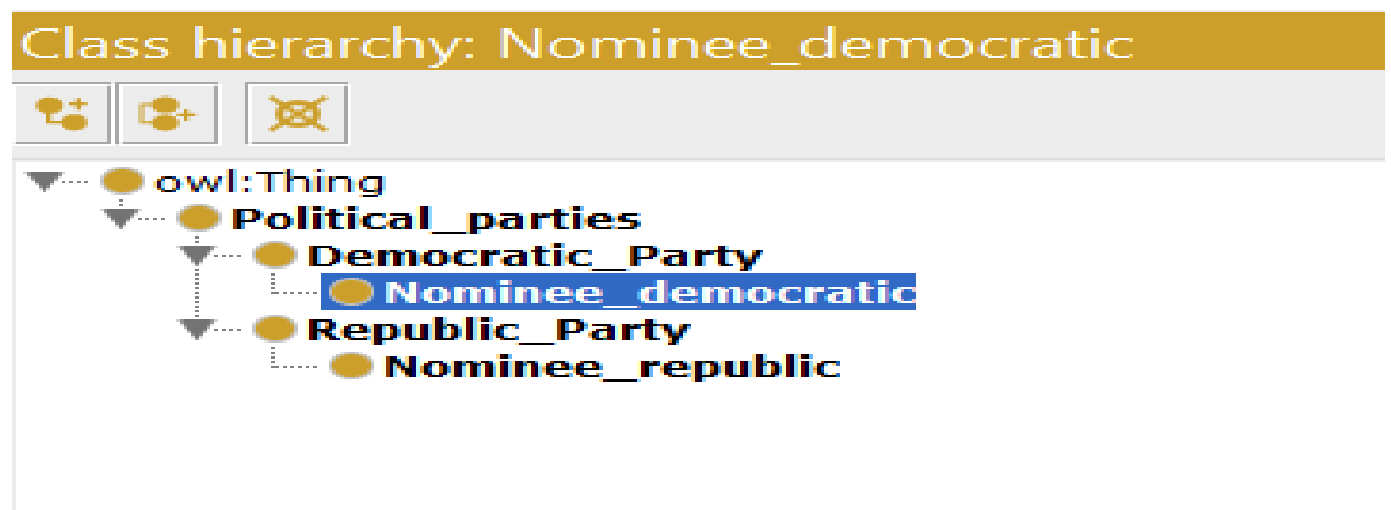 Class hierarchy: Nominee_democratic
owl:Thing
Political_parties
Democratic_Party
Nominee_democratic
Republic_Party
Nominee_republic